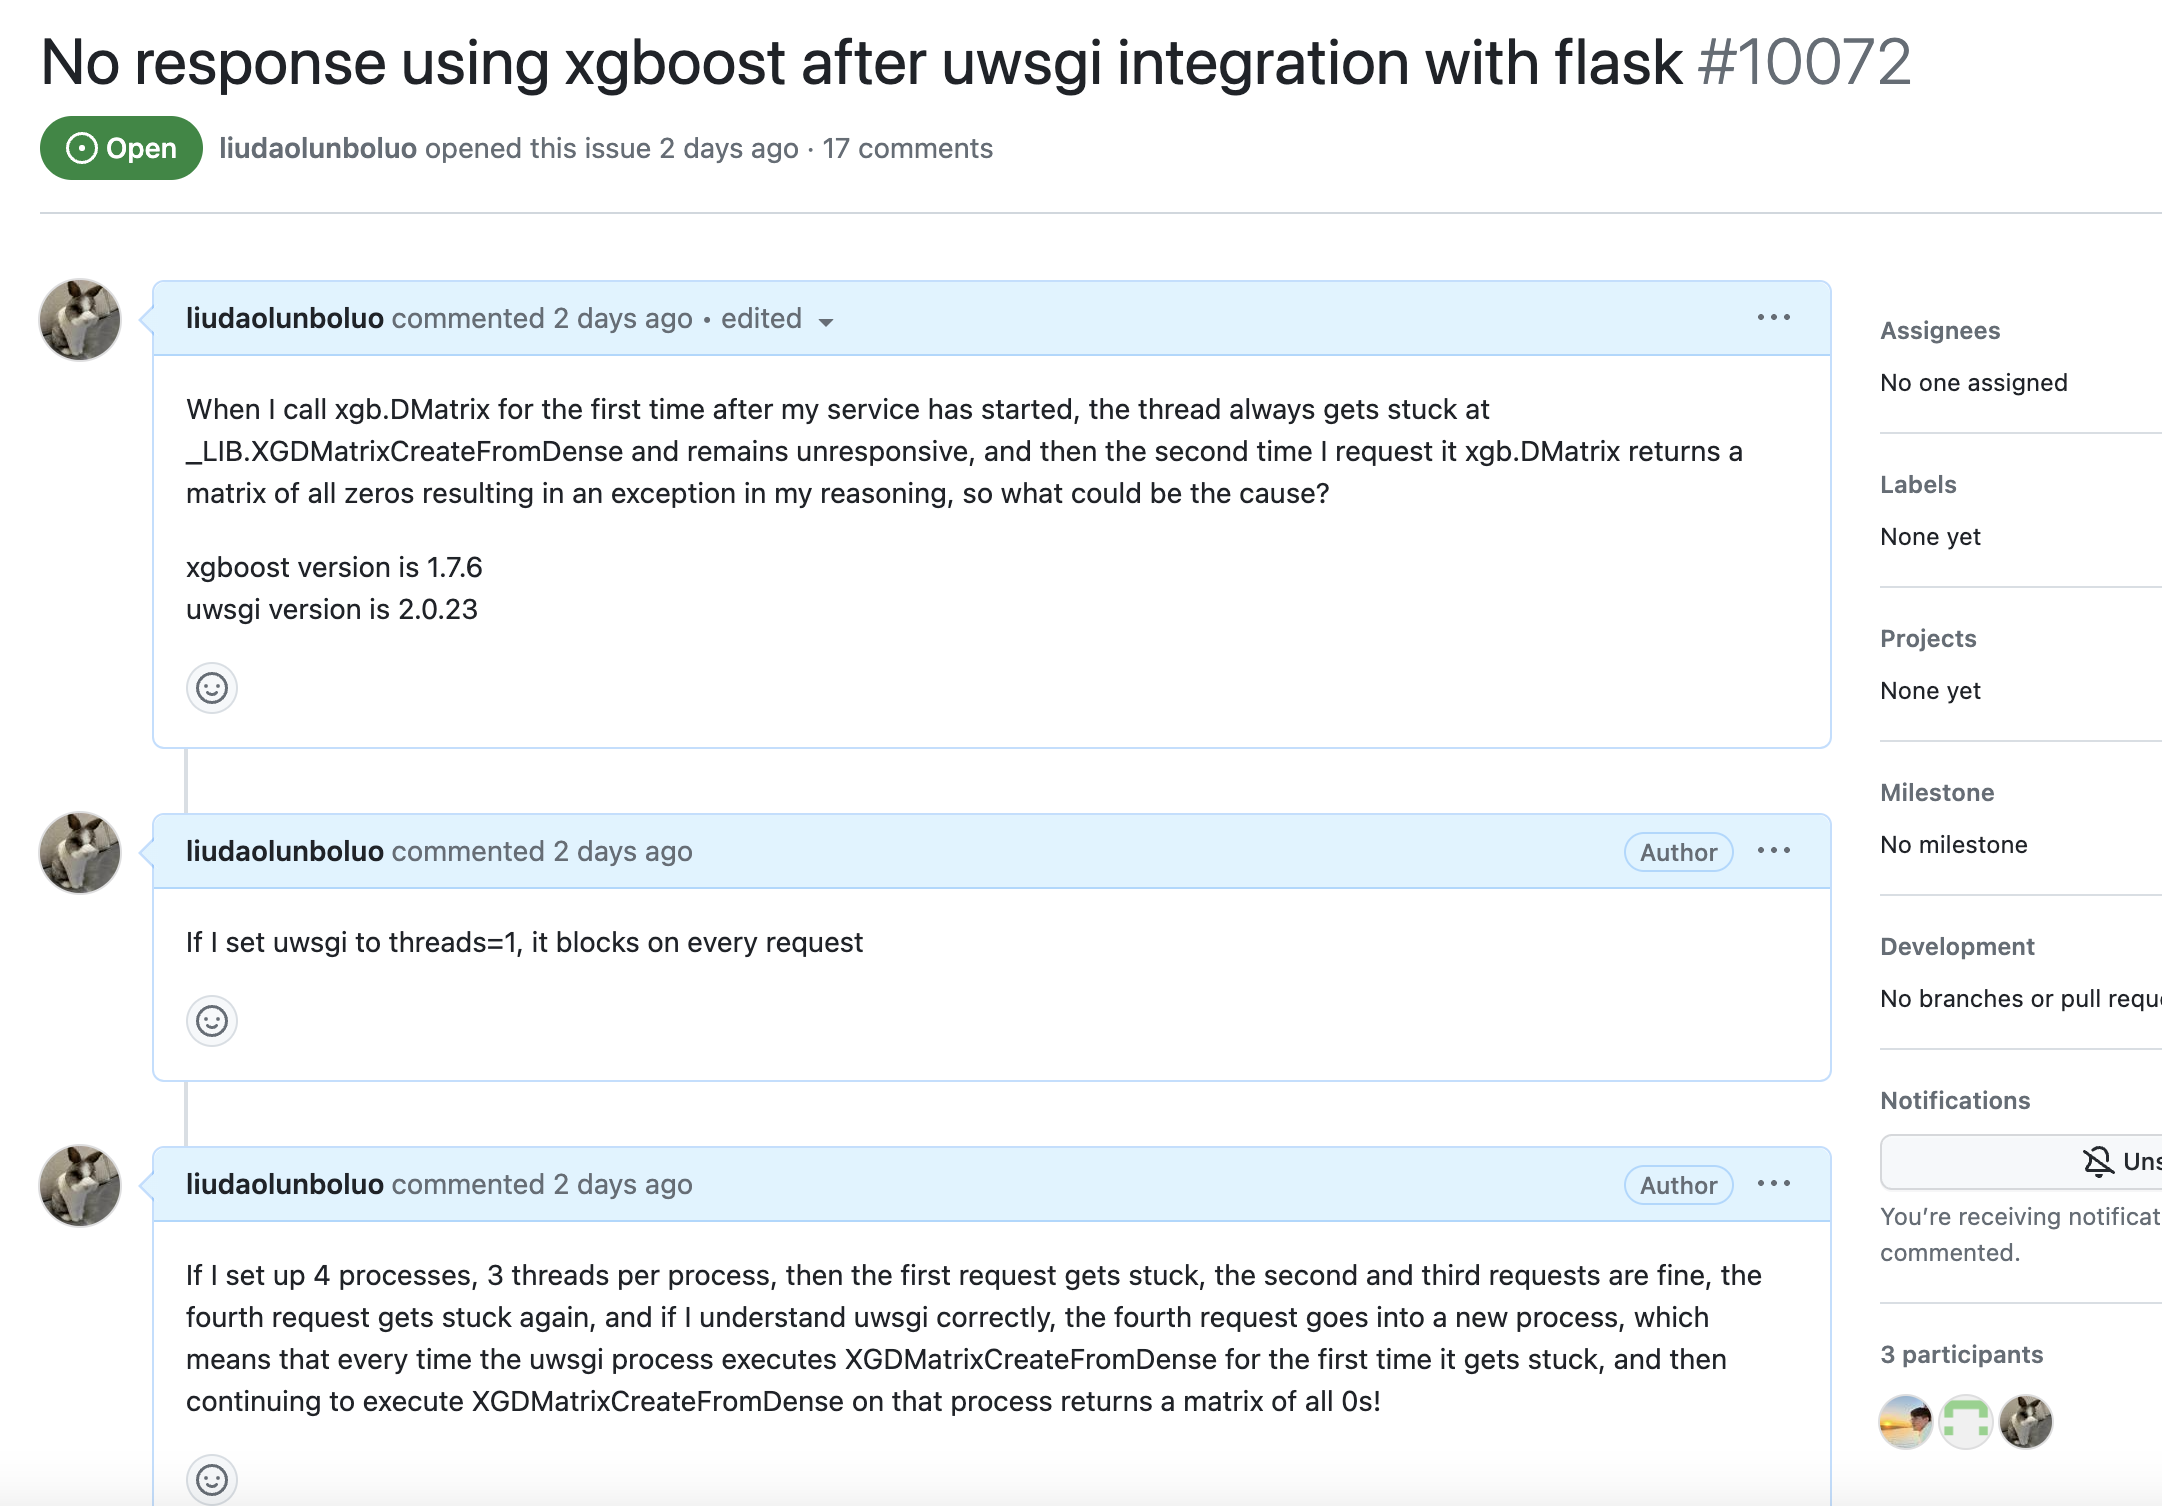 No response using xgboost after uwsgi integration with flask #10072
Open
liudaolunboluo opened this issue 2 days ago · 17 comments
liudaolunboluo commented 2 days ago • edited
When I call xgb.DMatrix for the first time after my service has started, the thread always gets stuck at
_LIB.XGDMatrixCreateFromDense and remains unresponsive, and then the second time I request it xgb.DMatrix returns a
matrix of all zeros resulting in an exception in my reasoning, so what could be the cause?
xgboost version is 1.7.6
uwsgi version is 2.0.23
liudaolunboluo commented 2 days ago
Author
If I set uwsgi to threads=1, it blocks on every request
liudaolunboluo commented 2 days ago
Author
If I set up 4 processes, 3 threads per process, then the first request gets stuck, the second and third requests are fine, the
fourth request gets stuck again, and if I understand uwsgi correctly, the fourth request goes into a new process, which
means that every time the uwsgi process executes XGDMatrixCreateFromDense for the first time it gets stuck, and then
continuing to execute XGDMatrixCreateFromDense on that process returns a matrix of all 0s!
Assignees
No one assigned
Labels
None yet
Projects
None yet
Milestone
No milestone
Development
No branches or pull reque
Notifications
Uns
You're receiving notificat
commented.
3 participants